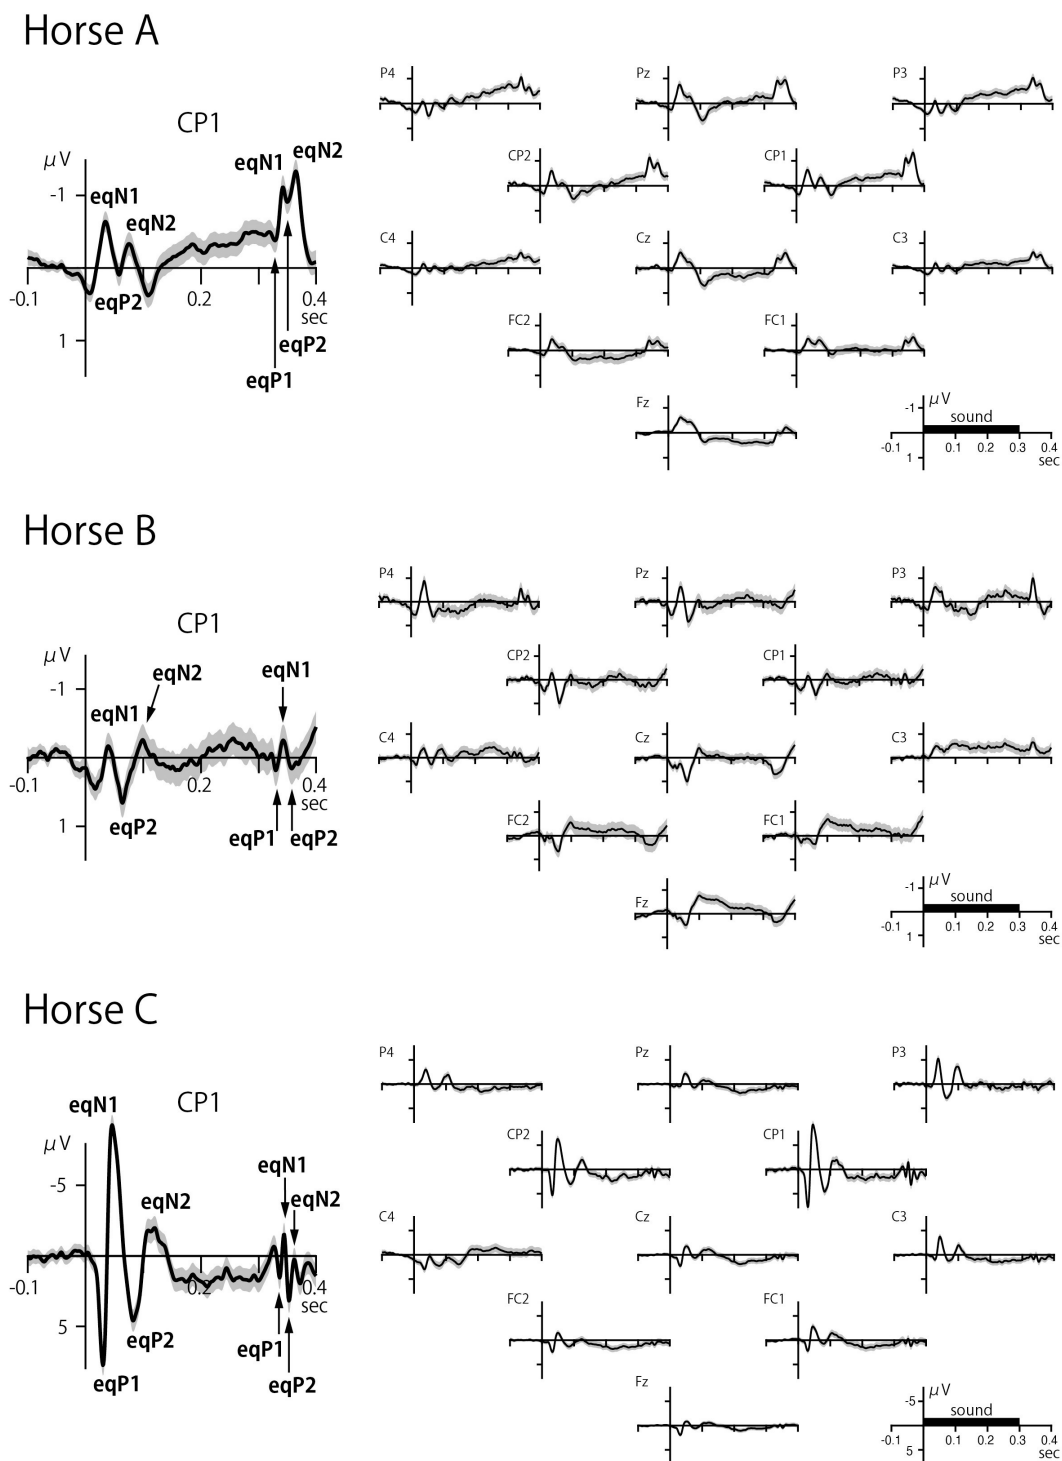 Horse A
CP1
μV
-1
eqN1
eqN2
eqN1
eqN2
-0.1
eqP2
0.2
0.4
sec
1
eqP2
eqP1
P4
Pz
P3
CP2
CP1
C4
Cz
C3
FC2
FC1
Fz
-1
μV
sound
-0.1
0.1
0.2
0.3
0.4
1
sec
Horse B
CP1
μV
-1
eqN2
eqN1
eqN1
-0.1
0.2
0.4
sec
1
eqP2
eqP1
eqP2
P4
Pz
P3
CP2
CP1
C4
Cz
C3
FC2
FC1
Fz
-1
μV
sound
-0.1
0.1
0.2
0.3
0.4
1
sec
Horse C
eqN1
CP1
μV
-5
eqN1
eqN2
eqN2
-0.1
0.2
0.4
sec
5
eqP2
eqP1
eqP1
eqP2
P4
Pz
P3
CP2
CP1
C4
Cz
C3
FC2
FC1
Fz
-5
μV
sound
-0.1
0.1
0.2
0.3
0.4
5
sec